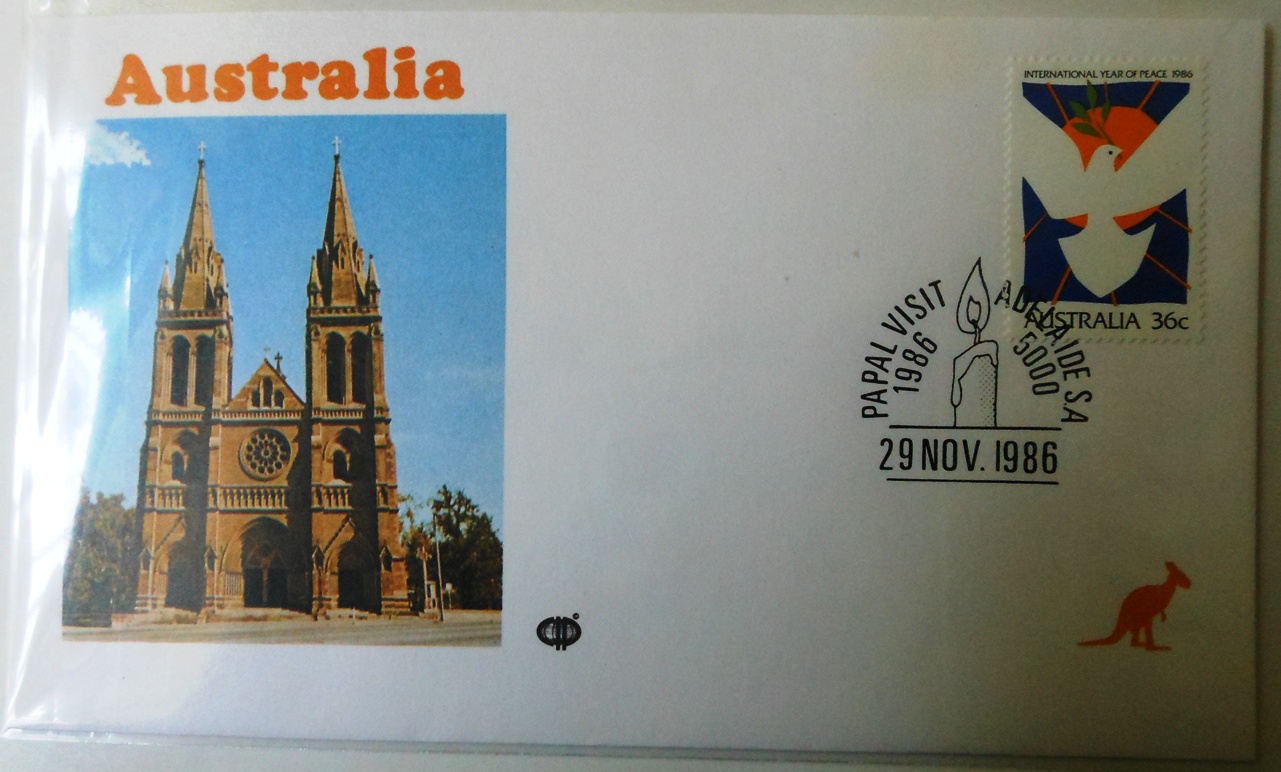 Australia
INTERNATIONAL YEAR OF PEACE 1986
AUSTRALIA 36c
PAPAL VISIT ADELAIDE S.A
1986 5000
29 NOV. 1986